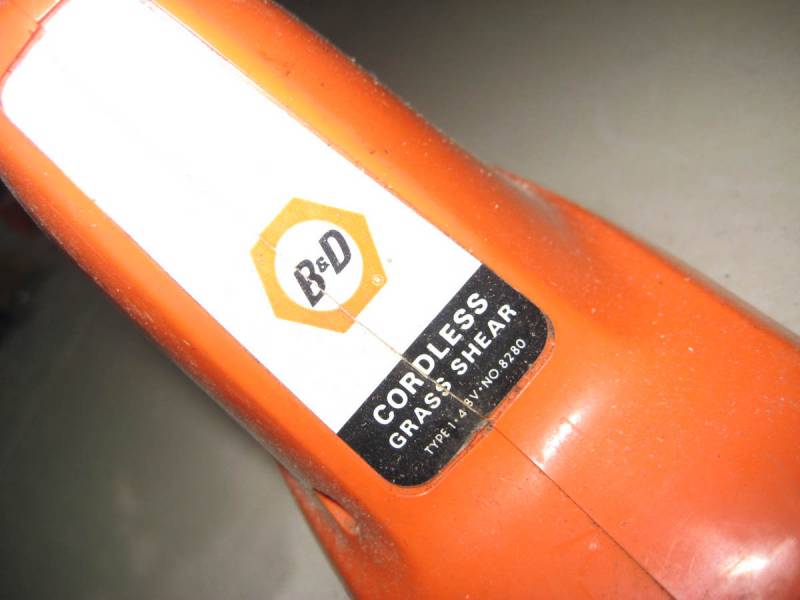 B&D
®
CORDLESS
GRASS SHEAR
TYPE 1•4.8V•NO.8280